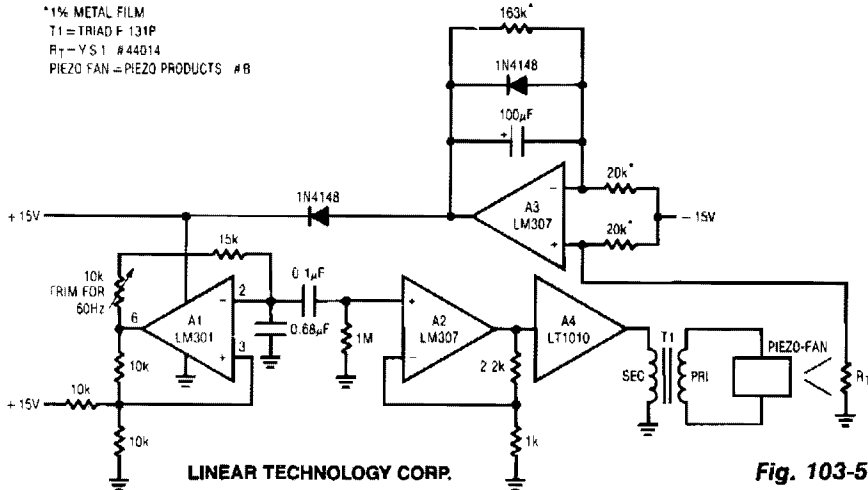 *1% METAL FILM
T1 = TRIAD F 131P
RT – Y S I #44014
PIEZO FAN = PIEZO PRODUCTS #8
163k*
1N4148
100µF
+
20k*
−15V
20k*
A3
LM307
−
+
1N4148
+15V
15k
10k
TRIM FOR
60Hz
6
2
−
A1
LM301
3
+
0.1µF
0.68µF
1M
+
A2
LM307
−
A4
LT1010
2.2k
1k
T1
SEC
PRI
PIEZO-FAN
RT
10k
+15V
10k
10k
LINEAR TECHNOLOGY CORP.
Fig. 103-5